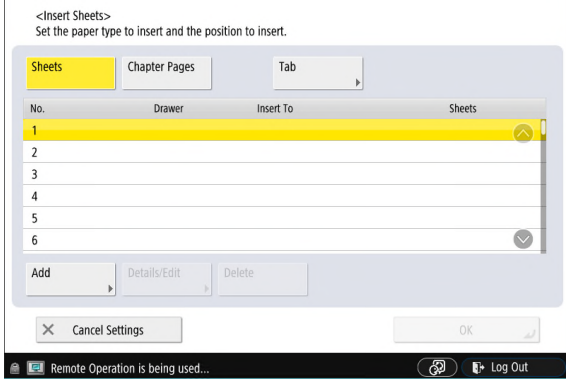 <Insert Sheets>
Set the paper type to insert and the position to insert.
Sheets Chapter Pages Tab
No. Drawer Insert To Sheets
1
2
3
4
5
6
Add Details/Edit Delete
Cancel Settings OK
Remote Operation is being used... Log Out